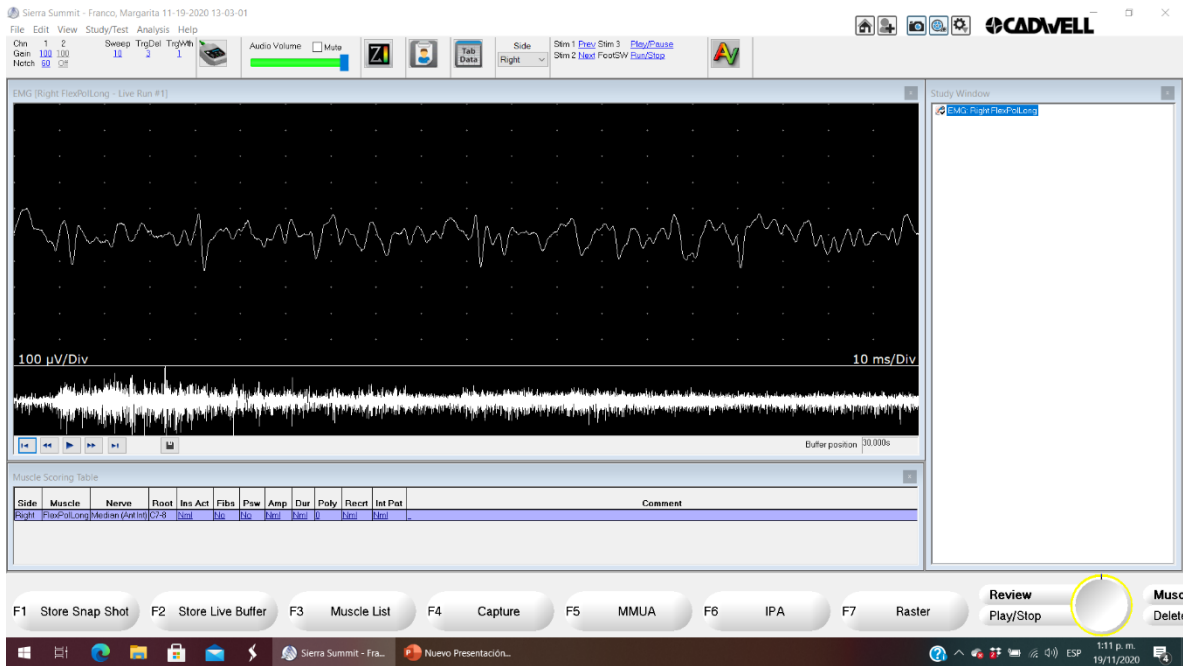 Sierra Summit - Franco, Margarita 11-19-2020 13-03-01
File Edit View Study/Test Analysis Help
CADWELL
Chn 1 2 Sweep TrgDel TrgWth
Gain 100 100 10 3 1
Notch 60 Off
Audio Volume Mute
Tab Data
Side
Right
Stim 1 Prev Stim 3 Play/Pause
Stim 2 Next FootSW Run/Stop
EMG [Right FlexPolLong - Live Run #1]
Study Window
EMG: Right FlexPolLong
100 µV/Div 10 ms/Div
Buffer position 30.000s
Muscle Scoring Table
Side Muscle Nerve Root Ins Act Fibs Psw Amp Dur Poly Recrt Int Pat Comment
Right FlexPolLong Median (Ant Int) C7-8 Nml No No Nml Nml 0 Nml Nml
F1 Store Snap Shot F2 Store Live Buffer F3 Muscle List F4 Capture F5 MMUA F6 IPA F7 Raster
Review
Play/Stop
Musc
Delete
Sierra Summit - Fra...
Nuevo Presentación...
ESP
1:11 p. m.
19/11/2020
4